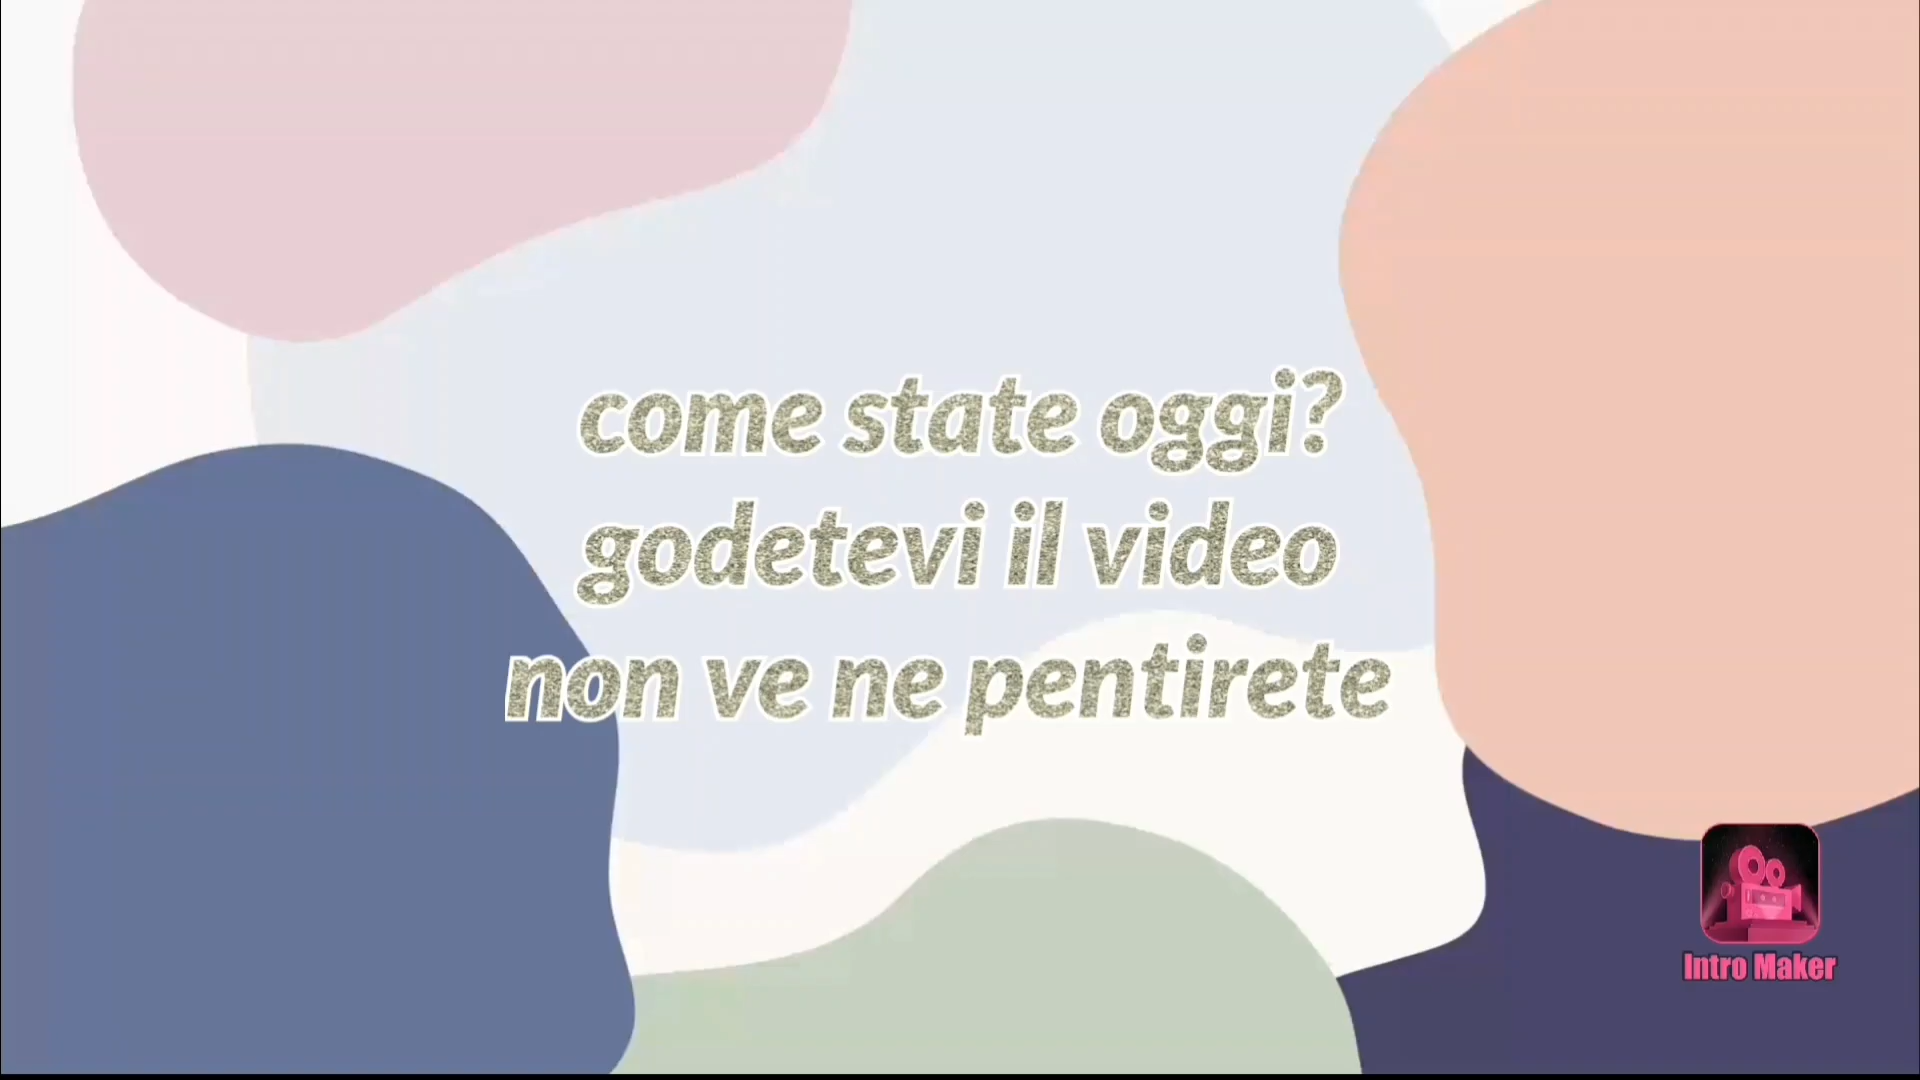 come state oggi?
godetevi il video
non ve ne pentirete
Intro Maker